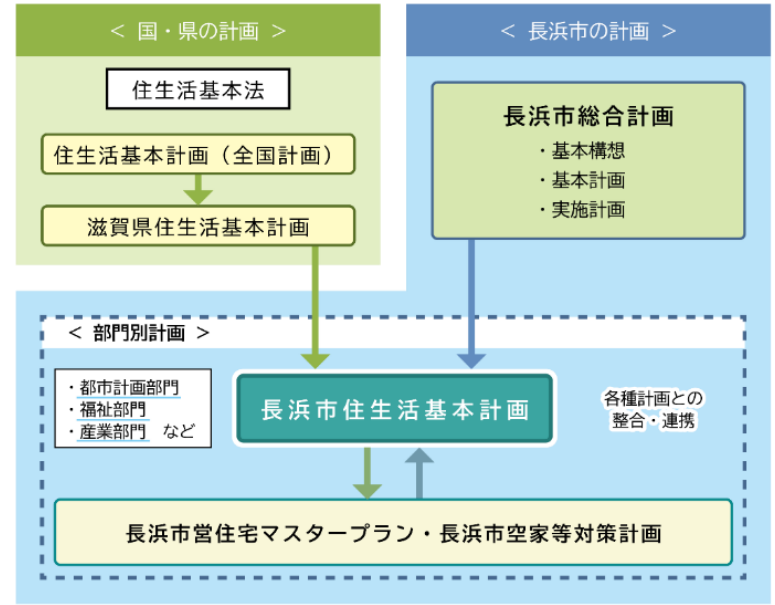 < 国・県の計画 >
住生活基本法
住生活基本計画（全国計画）
滋賀県住生活基本計画
< 長浜市の計画 >
長浜市総合計画
・基本構想
・基本計画
・実施計画
< 部門別計画 >
・都市計画部門
・福祉部門
・産業部門　など
長浜市住生活基本計画
各種計画との
整合・連携
長浜市営住宅マスタープラン・長浜市空家等対策計画